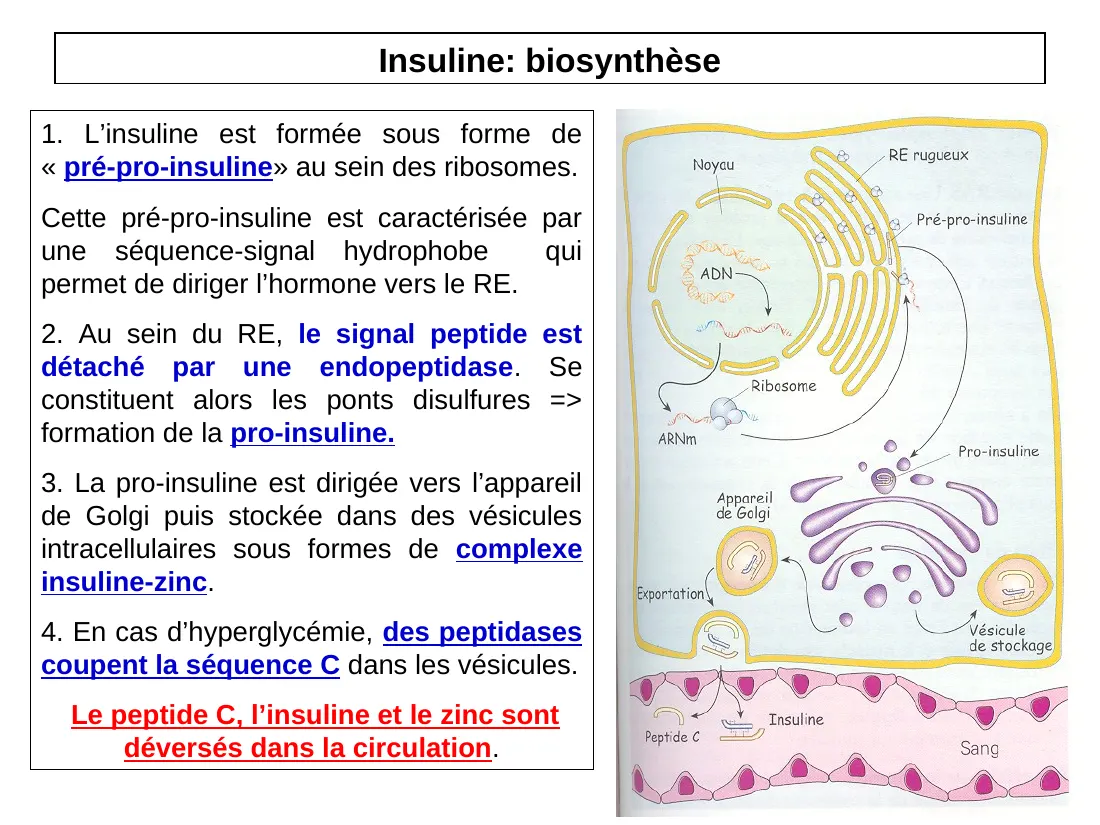 Insuline: biosynthèse
1. L’insuline est formée sous forme de
« pré-pro-insuline» au sein des ribosomes.
Cette pré-pro-insuline est caractérisée par
une séquence-signal hydrophobe qui
permet de diriger l’hormone vers le RE.
2. Au sein du RE, le signal peptide est
détaché par une endopeptidase. Se
constituent alors les ponts disulfures =>
formation de la pro-insuline.
3. La pro-insuline est dirigée vers l’appareil
de Golgi puis stockée dans des vésicules
intracellulaires sous formes de complexe
insuline-zinc.
4. En cas d’hyperglycémie, des peptidases
coupent la séquence C dans les vésicules.
Le peptide C, l’insuline et le zinc sont
déversés dans la circulation.
Noyau
RE rugueux
Pré-pro-insuline
ADN
Ribosome
ARNm
Pro-insuline
Appareil
de Golgi
Exportation
Vésicule
de stockage
Insuline
Peptide C
Sang